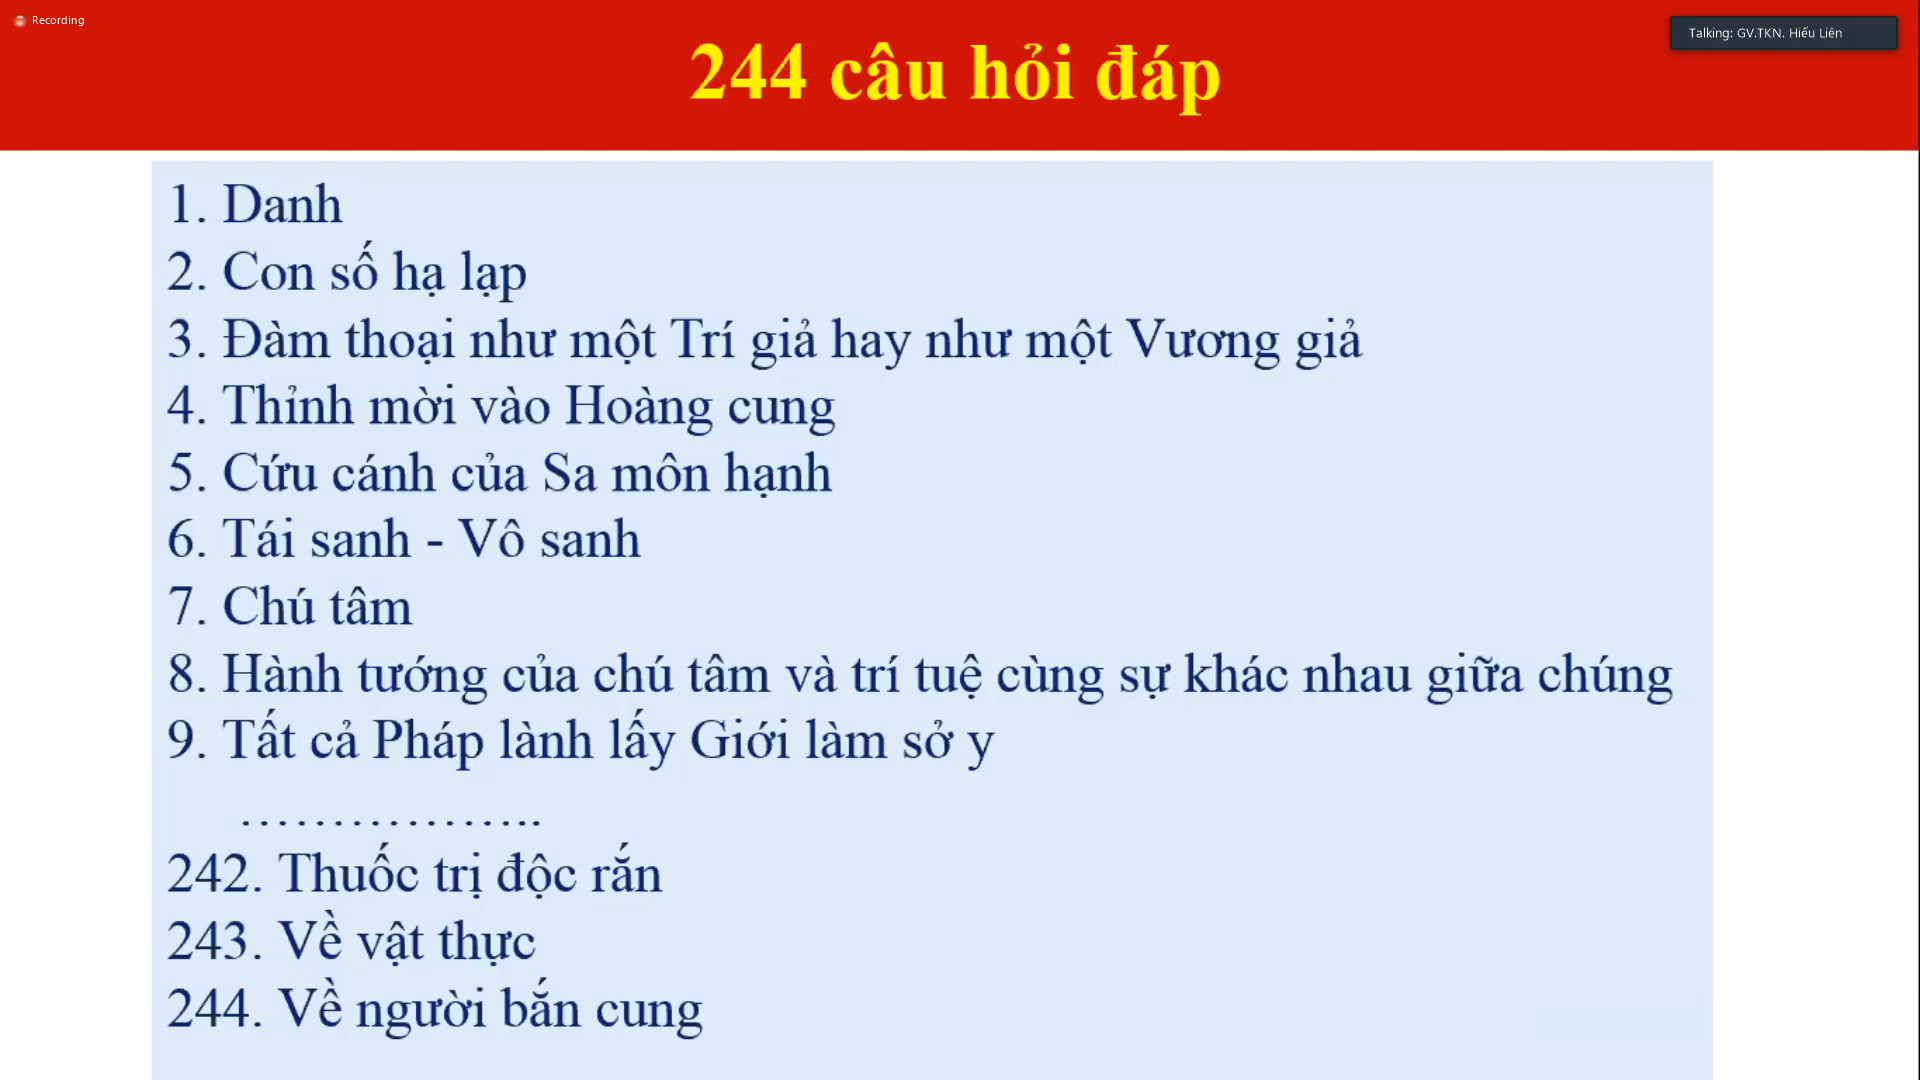 Recording
Talking: GV.TKN. Hiếu Liên
244 câu hỏi đáp
1. Danh
2. Con số hạ lạp
3. Đàm thoại như một Trí giả hay như một Vương giả
4. Thỉnh mời vào Hoàng cung
5. Cứu cánh của Sa môn hạnh
6. Tái sanh - Vô sanh
7. Chú tâm
8. Hành tướng của chú tâm và trí tuệ cùng sự khác nhau giữa chúng
9. Tất cả Pháp lành lấy Giới làm sở y
……………..
242. Thuốc trị độc rắn
243. Về vật thực
244. Về người bắn cung